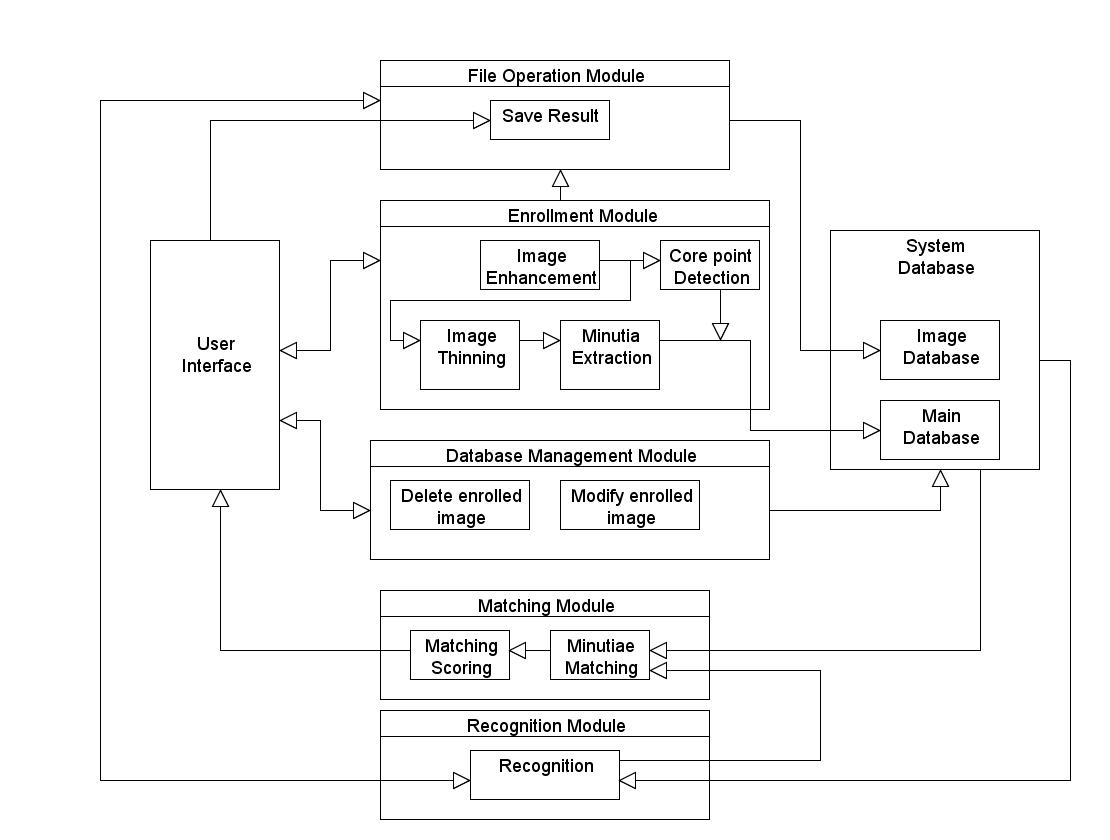 File Operation Module
Save Result
Enrollment Module
Image
Enhancement
Core point
Detection
Image
Thinning
Minutia
Extraction
User
Interface
System
Database
Image
Database
Main
Database
Database Management Module
Delete enrolled
image
Modify enrolled
image
Matching Module
Matching
Scoring
Minutiae
Matching
Recognition Module
Recognition